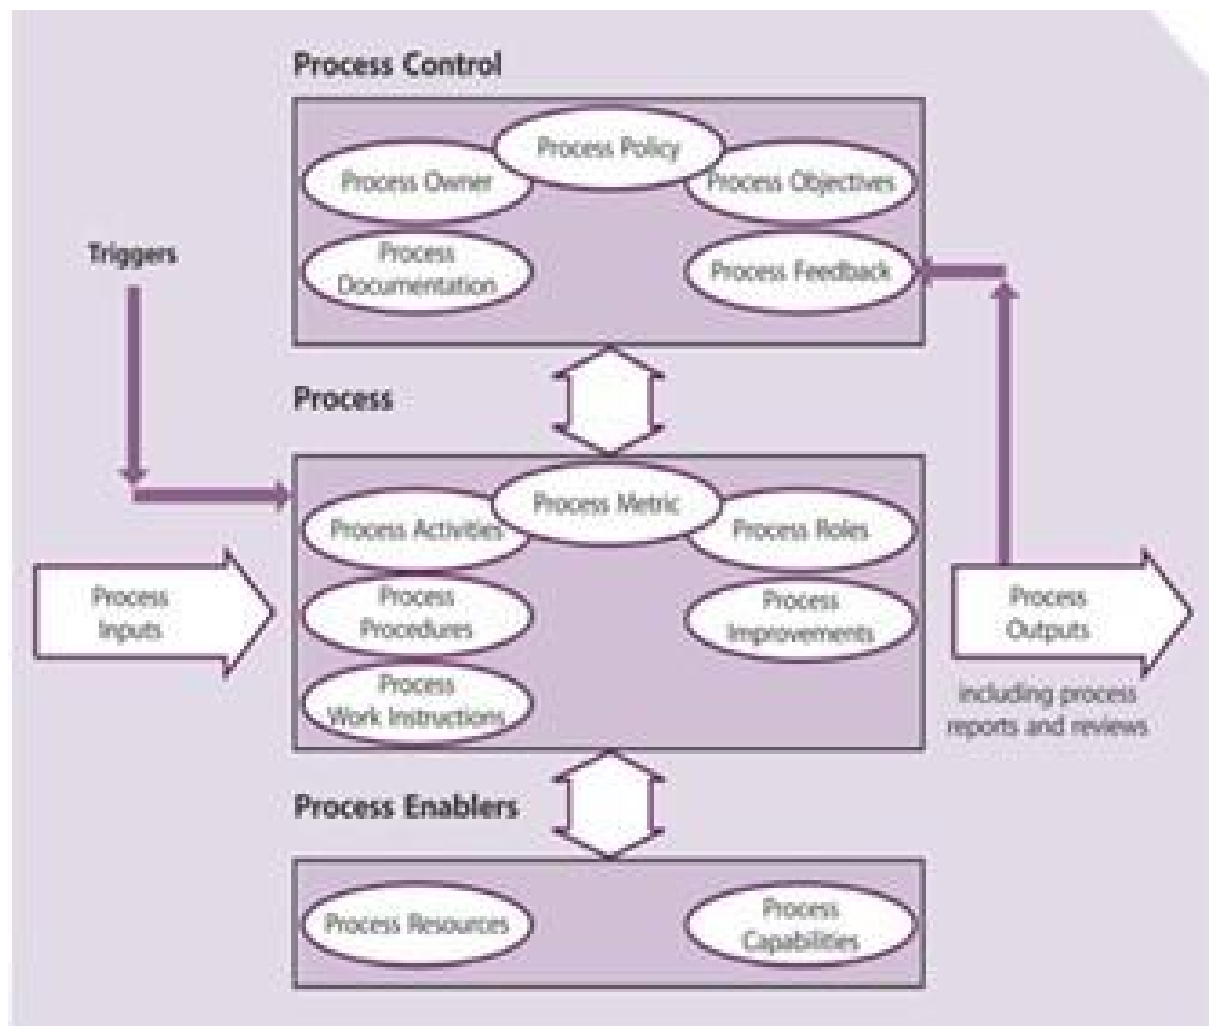 Process Control
Process Policy
Process Owner
Process Objectives
Process
Documentation
Process Feedback
Triggers
Process
Process Metric
Process Activities
Process Roles
Process
Inputs
Process
Procedures
Process
Improvements
Process
Work Instructions
Process
Outputs
including process
reports and reviews
Process Enablers
Process Resources
Process
Capabilities